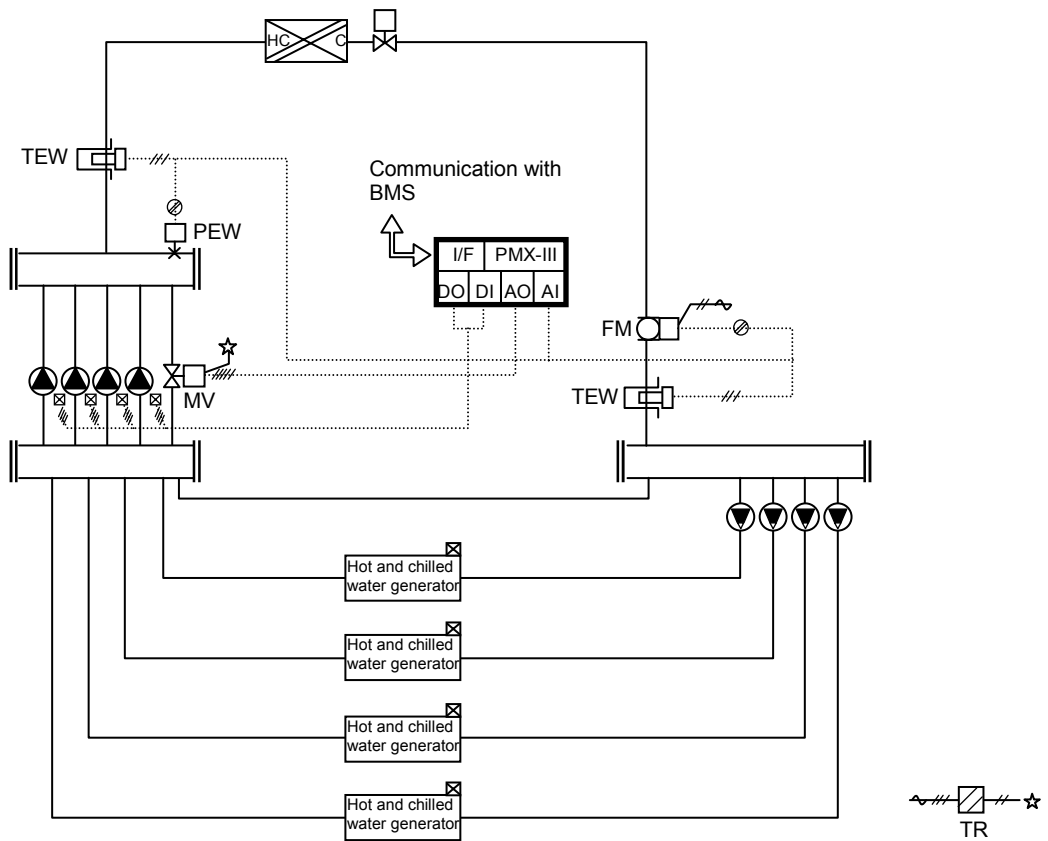 HC C
TEW
Communication with
BMS
PEW
I/F PMX-III
DO DI AO AI
FM
MV
TEW
Hot and chilled
water generator
Hot and chilled
water generator
Hot and chilled
water generator
Hot and chilled
water generator
TR